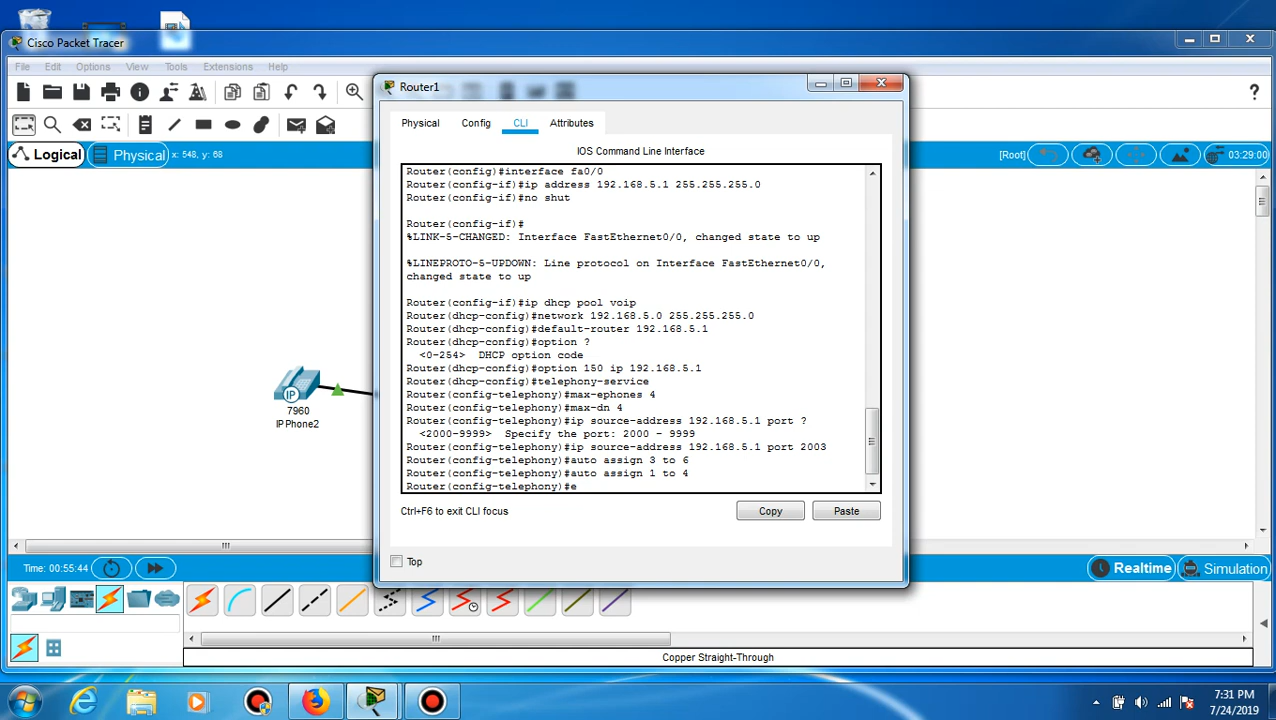 Cisco Packet Tracer
File Edit Options View Tools Extensions Help
Logical
Physical
x: 548, y: 68
[Root]
03:29:00
Router1
Physical
Config
CLI
Attributes
IOS Command Line Interface
Router(config)#interface fa0/0
Router(config-if)#ip address 192.168.5.1 255.255.255.0
Router(config-if)#no shut
Router(config-if)#
%LINK-5-CHANGED: Interface FastEthernet0/0, changed state to up
%LINEPROTO-5-UPDOWN: Line protocol on Interface FastEthernet0/0,
changed state to up
Router(config-if)#ip dhcp pool voip
Router(dhcp-config)#network 192.168.5.0 255.255.255.0
Router(dhcp-config)#default-router 192.168.5.1
Router(dhcp-config)#option ?
<0-254> DHCP option code
Router(dhcp-config)#option 150 ip 192.168.5.1
Router(dhcp-config)#telephony-service
Router(config-telephony)#max-ephones 4
Router(config-telephony)#max-dn 4
Router(config-telephony)#ip source-address 192.168.5.1 port ?
<2000-9999> Specify the port: 2000 - 9999
Router(config-telephony)#ip source-address 192.168.5.1 port 2003
Router(config-telephony)#auto assign 3 to 6
Router(config-telephony)#auto assign 1 to 4
Router(config-telephony)#e
Ctrl+F6 to exit CLI focus
Copy
Paste
Top
IP
7960
IP Phone2
Time: 00:55:44
Realtime
Simulation
Copper Straight-Through
7:31 PM
7/24/2019